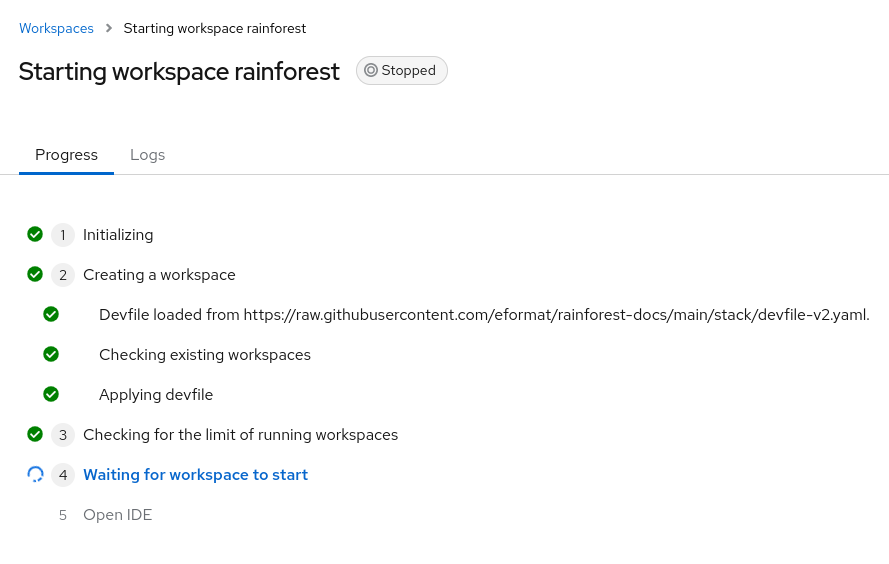 Workspaces > Starting workspace rainforest
Starting workspace rainforest Stopped
Progress Logs
1 Initializing
2 Creating a workspace
Devfile loaded from https://raw.githubusercontent.com/eformat/rainforest-docs/main/stack/devfile-v2.yaml.
Checking existing workspaces
Applying devfile
3 Checking for the limit of running workspaces
4 Waiting for workspace to start
5 Open IDE